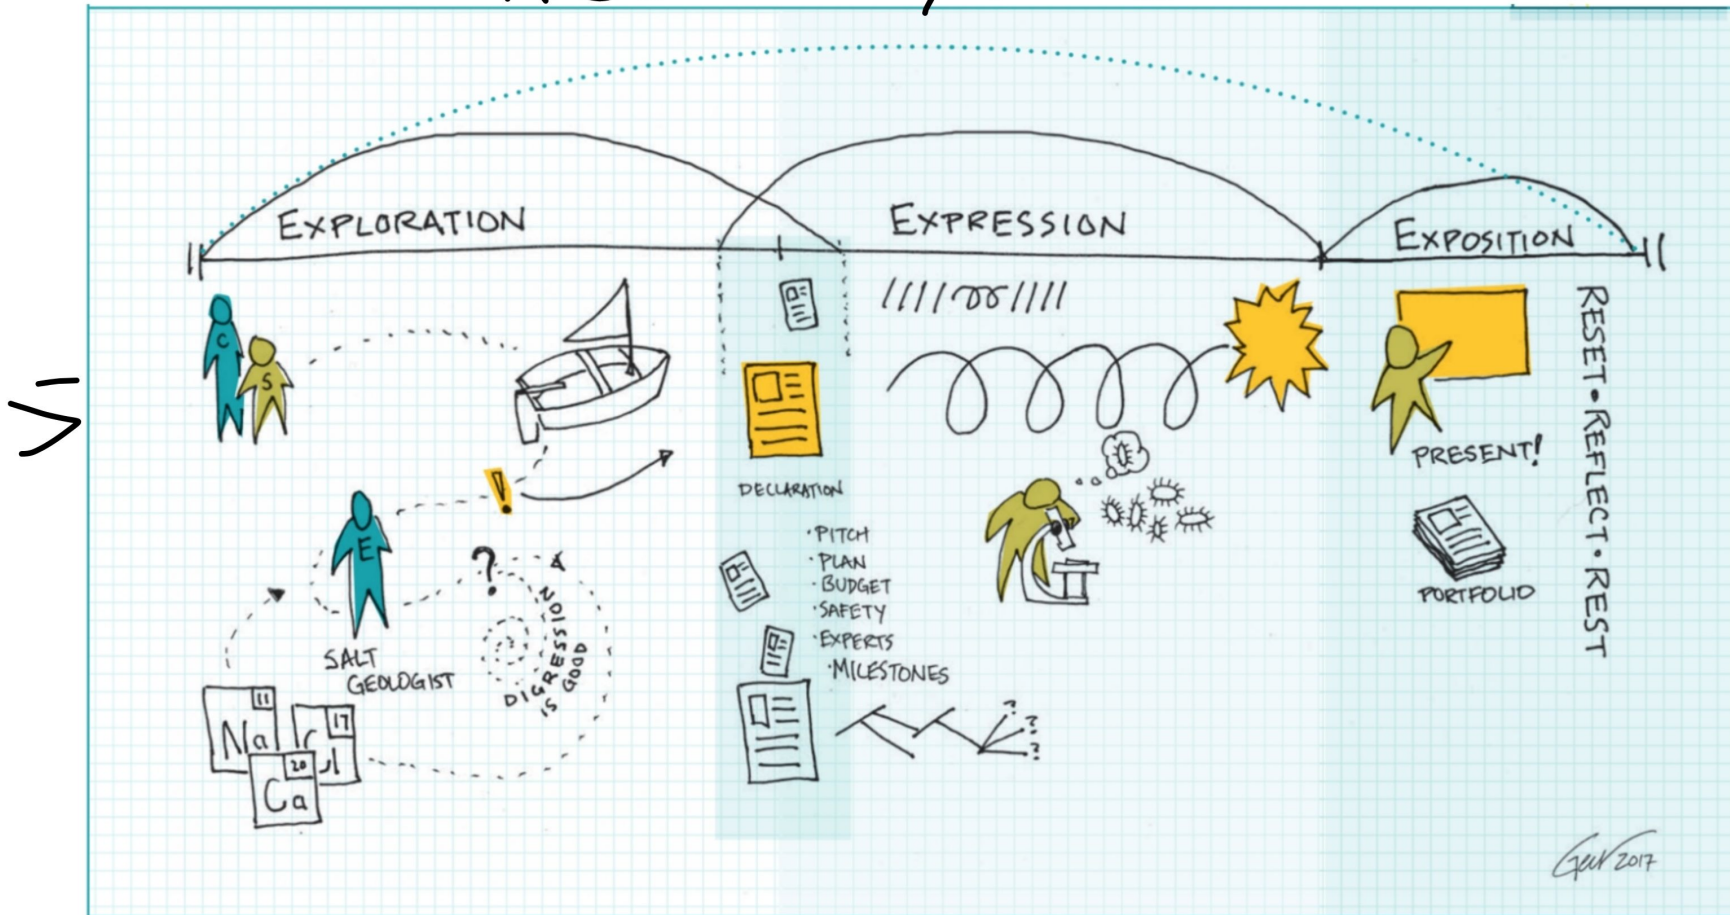 EXPLORATION
EXPRESSION
EXPOSITION
C
S
!
DECLARATION
E
?
SALT
GEOLOGIST
DIGRESSION
IS GOOD
11
Na
17
Cl
20
Ca
· PITCH
· PLAN
· BUDGET
· SAFETY
· EXPERTS
· MILESTONES
?
?
?
PRESENT!
PORTFOLIO
RESET • REFLECT • REST
2017